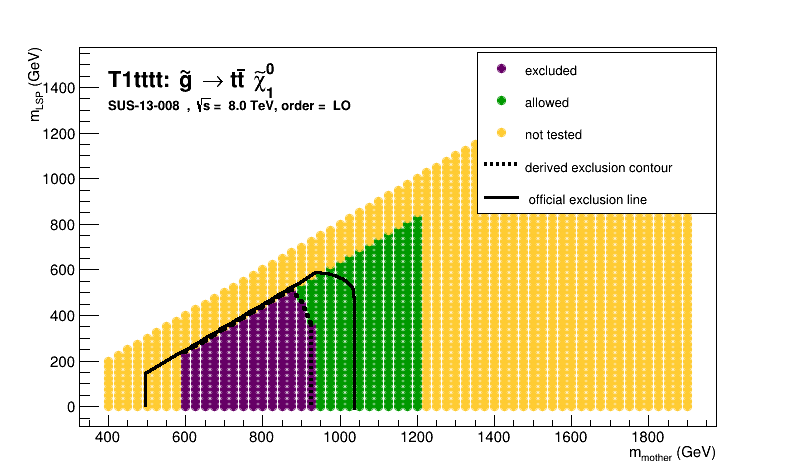 T1tttt: g̃ → tt̄ χ̃⁰₁
SUS-13-008 , √s = 8.0 TeV, order = LO
excluded
allowed
not tested
derived exclusion contour
official exclusion line
m_LSP (GeV)
1400
1200
1000
800
600
400
200
0
400 600 800 1000 1200 1400 1600 1800
m_mother (GeV)